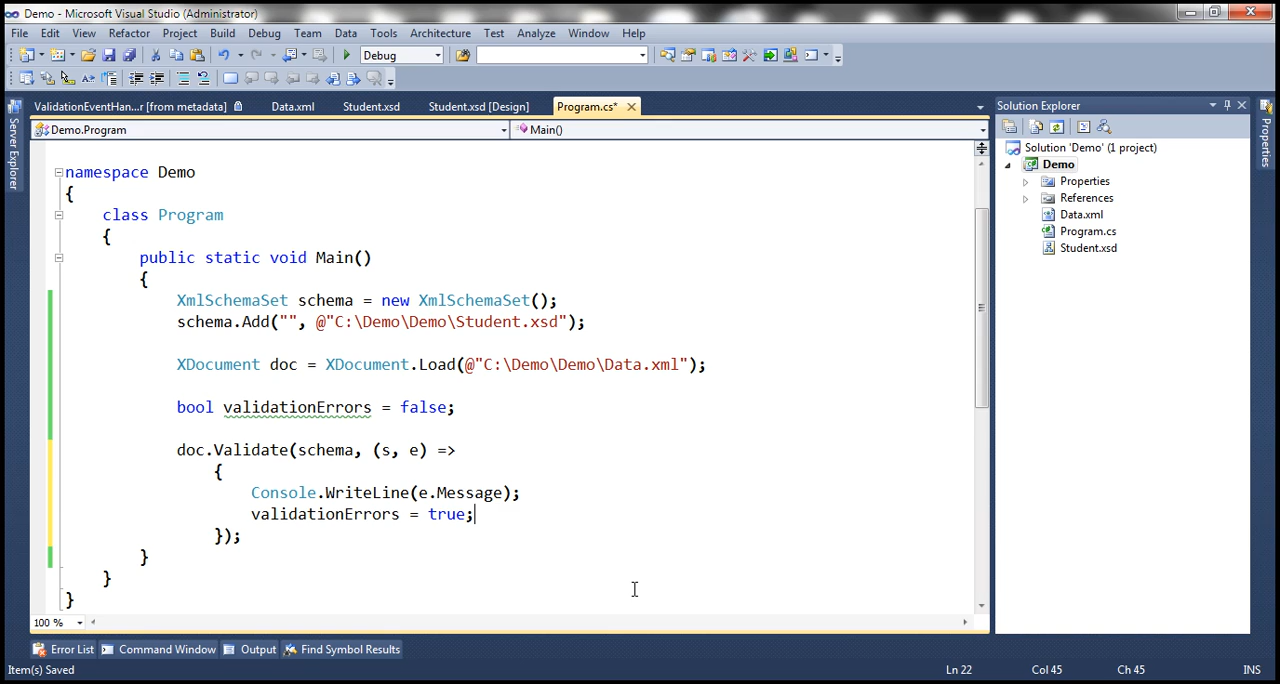 Demo - Microsoft Visual Studio (Administrator)
File Edit View Refactor Project Build Debug Team Data Tools Architecture Test Analyze Window Help
Debug
ValidationEventHan...r [from metadata] Data.xml Student.xsd Student.xsd [Design] Program.cs*
Demo.Program Main()
namespace Demo
{
class Program
{
public static void Main()
{
XmlSchemaSet schema = new XmlSchemaSet();
schema.Add("", @"C:\Demo\Demo\Student.xsd");
XDocument doc = XDocument.Load(@"C:\Demo\Demo\Data.xml");
bool validationErrors = false;
doc.Validate(schema, (s, e) =>
{
Console.WriteLine(e.Message);
validationErrors = true;
});
}
}
}
100 %
Server Explorer
Solution Explorer
Solution 'Demo' (1 project)
Demo
Properties
References
Data.xml
Program.cs
Student.xsd
Properties
Error List Command Window Output Find Symbol Results
Item(s) Saved Ln 22 Col 45 Ch 45 INS